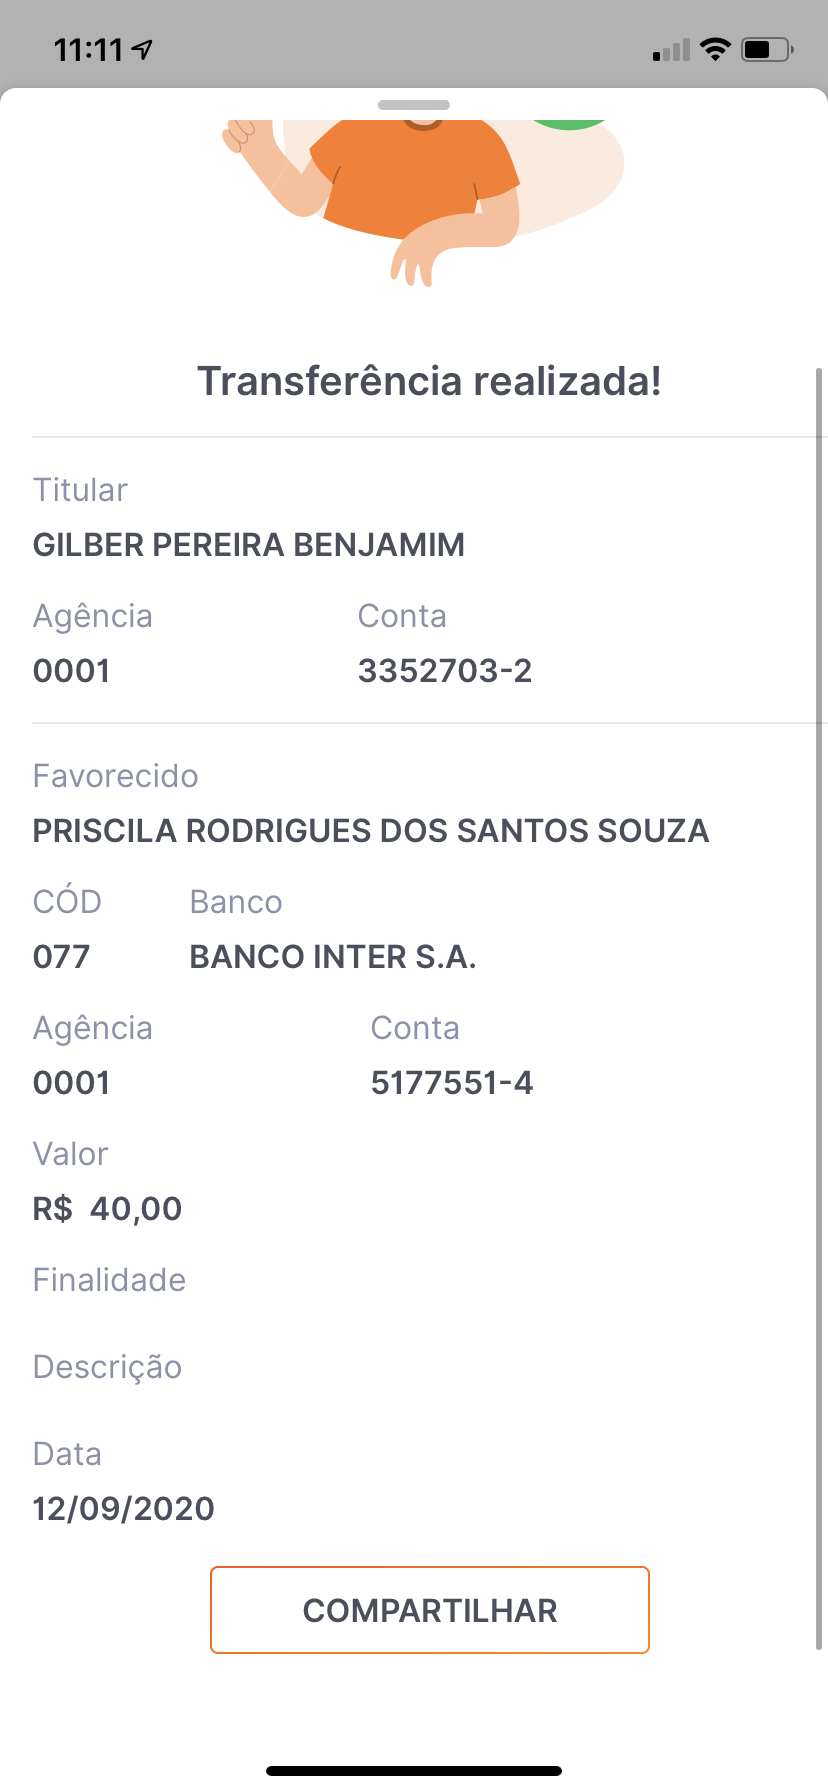 11:11
Transferência realizada!
Titular
GILBER PEREIRA BENJAMIM
Agência Conta
0001 3352703-2
Favorecido
PRISCILA RODRIGUES DOS SANTOS SOUZA
CÓD Banco
077 BANCO INTER S.A.
Agência Conta
0001 5177551-4
Valor
R$ 40,00
Finalidade
Descrição
Data
12/09/2020
COMPARTILHAR